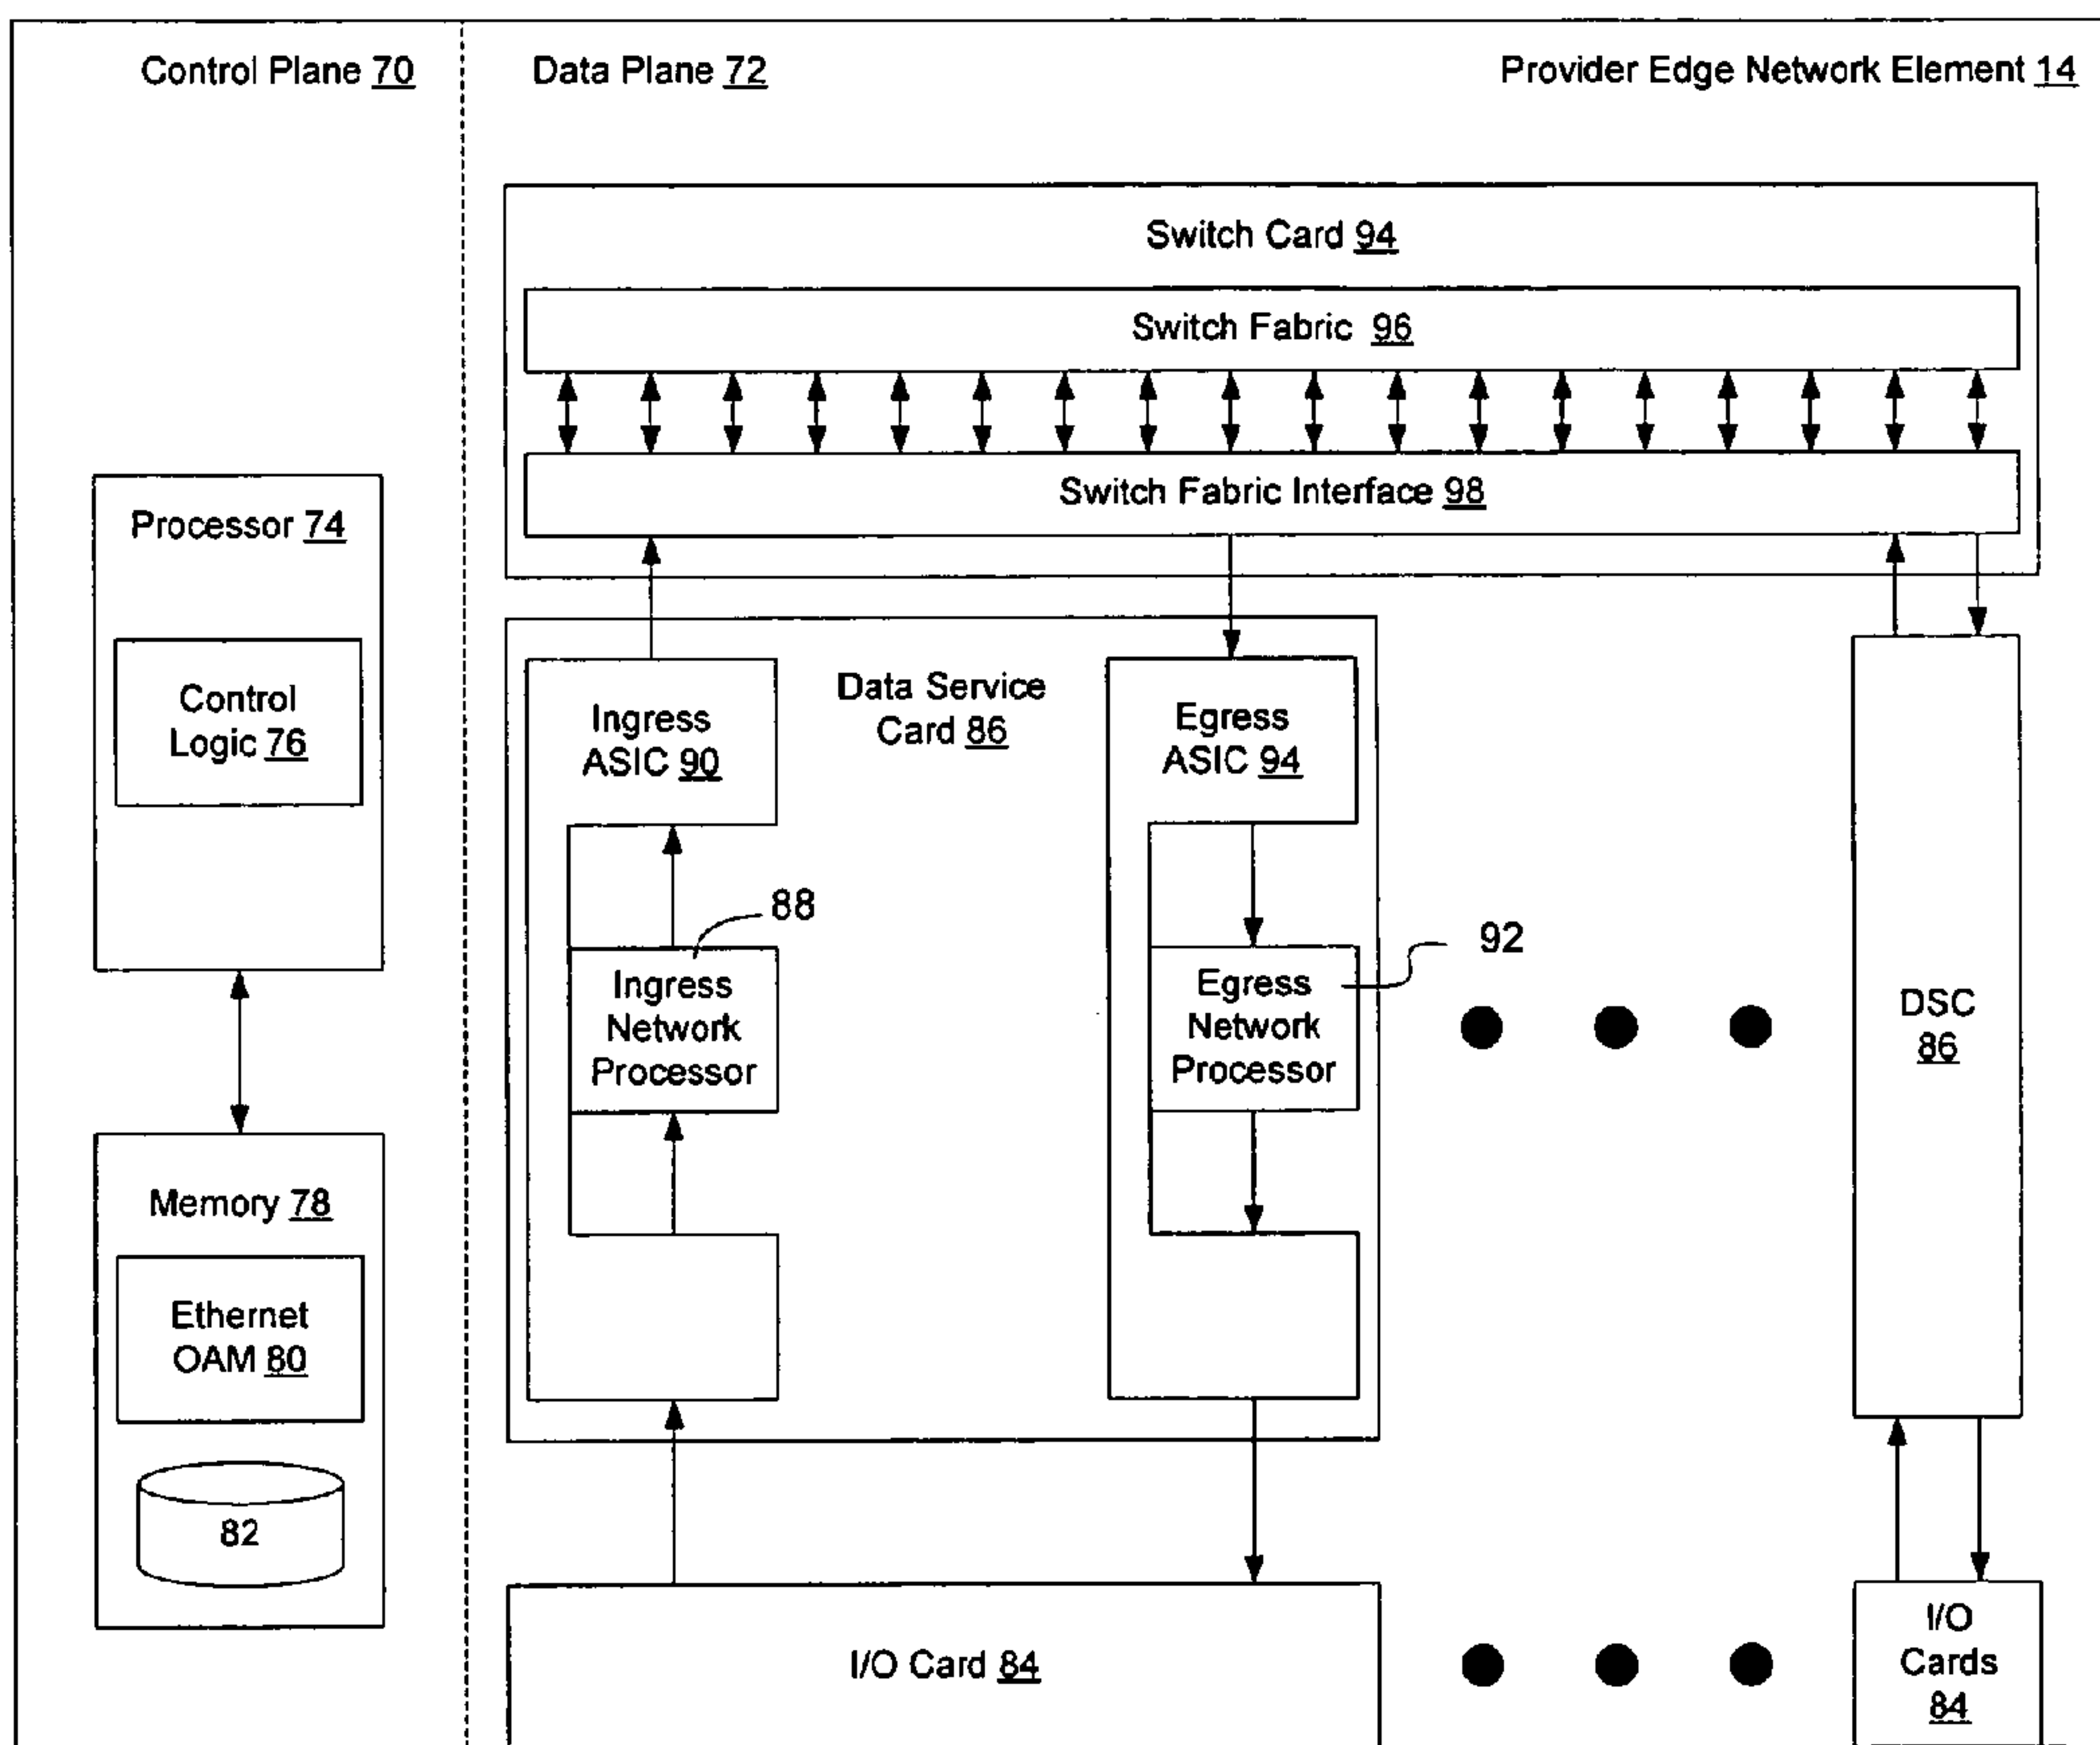 Control Plane 70
Data Plane 72
Provider Edge Network Element 14
Switch Card 94
Switch Fabric 96
Switch Fabric Interface 98
Processor 74
Control
Logic 76
Memory 78
Ethernet
OAM 80
82
Data Service
Card 86
Ingress
ASIC 90
Egress
ASIC 94
88
Ingress
Network
Processor
92
Egress
Network
Processor
DSC
86
I/O Card 84
I/O
Cards
84